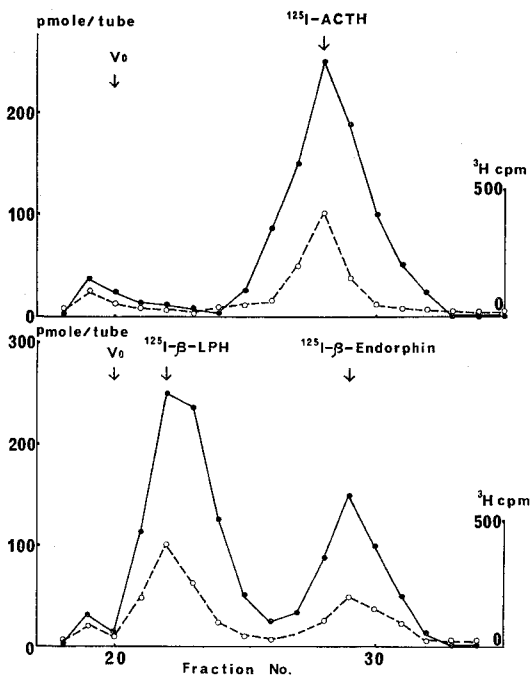 pmole/tube
¹²⁵I-ACTH
V₀
200
³H cpm
500
100
0
0
pmole/tube
300
V₀
¹²⁵I-β-LPH
¹²⁵I-β-Endorphin
200
³H cpm
500
100
0
0
20
30
Fraction No.